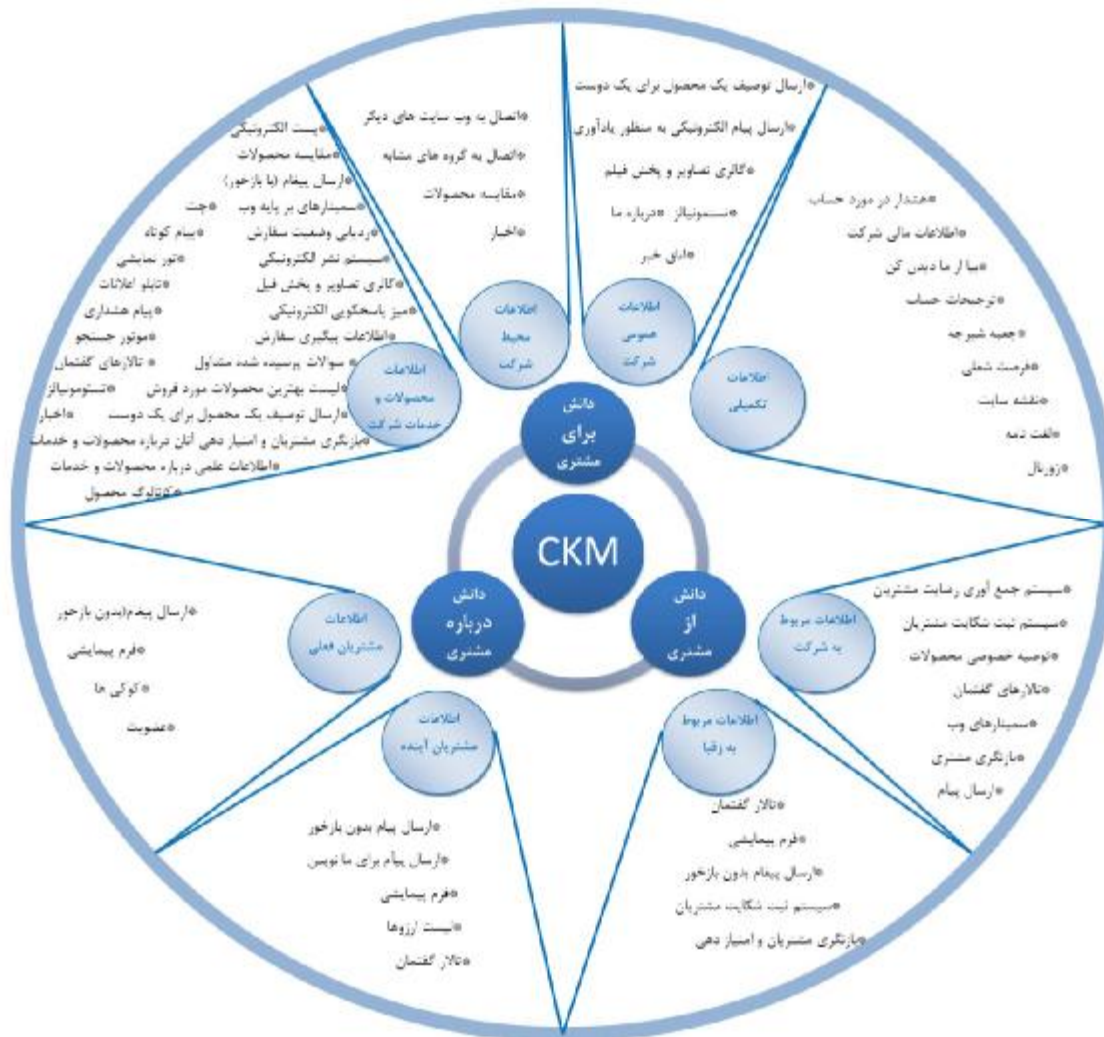 CKM
دانش
برای
مشتری
دانش
از
مشتری
دانش
درباره
مشتری
اطلاعات
عمومی
شرکت
*ارسال توصیف یک محصول برای یک دوست
*ارسال پیام الکترونیکی به منظور یادآوری
*گالری تصاویر و پخش فیلم
*درباره ما
*اتاق خبر
اطلاعات
تکمیلی
*هشدار در مورد حساب
*اطلاعات مالی شرکت
*بیا از ما دیدن کن
*ترجیحات حساب
*جعبه شیرجه
*فرصت شغلی
*نقشه سایت
*لغت نامه
*ژورنال
اطلاعات مربوط
به شرکت
*سیستم جمع آوری رضایت مشتریان
*سیستم ثبت شکایت مشتریان
*توصیه خصوصی محصولات
*تالارهای گفتمان
*سمینارهای وب
*بازنگری مشتری
*ارسال پیام
اطلاعات مربوط
به رقبا
*تالار گفتمان
*فرم پیمایشی
*ارسال پیغام بدون بازخور
*سیستم ثبت شکایت مشتریان
*بازنگری مشتریان و امتیاز دهی
اطلاعات
مشتریان آینده
*ارسال پیام بدون بازخور
*ارسال پیام برای ما نویس
*فرم پیمایشی
*لیست ارزوها
*تالار گفتمان
اطلاعات
مشتریان فعلی
*ارسال پیغام(بدون بازخور
*فرم پیمایشی
*کوکی ها
*عضویت
اطلاعات
محصولات و
خدمات شرکت
*پست الکترونیکی
*مقایسه محصولات
*ارسال پیغام (با بازخور)
*سمینارهای بر پایه وب *چت
*ردیابی وضعیت سفارش *پیام کوتاه
*سیستم نشر الکترونیکی *تور نمایشی
*گالری تصاویر و پخش فیل *تابلو اعلانات
*میز پاسخگویی الکترونیکی *پیام هشداری
*اطلاعات پیگیری سفارش *موتور جستجو
*سوالات پرسیده شده متداول * تالارهای گفتمان
*لیست بهترین محصولات مورد فروش *تستومونیالز
*ارسال توصیف یک محصول برای یک دوست *اخبار
*بازنگری مشتریان و امتیاز دهی آنان درباره محصولات و خدمات
*اطلاعات علمی درباره محصولات و خدمات
*کاتالوگ محصول
اطلاعات
محیط
شرکت
*اتصال به وب سایت های دیگر
*اتصال به گروه های مشابه
*مقایسه محصولات
*اخبار